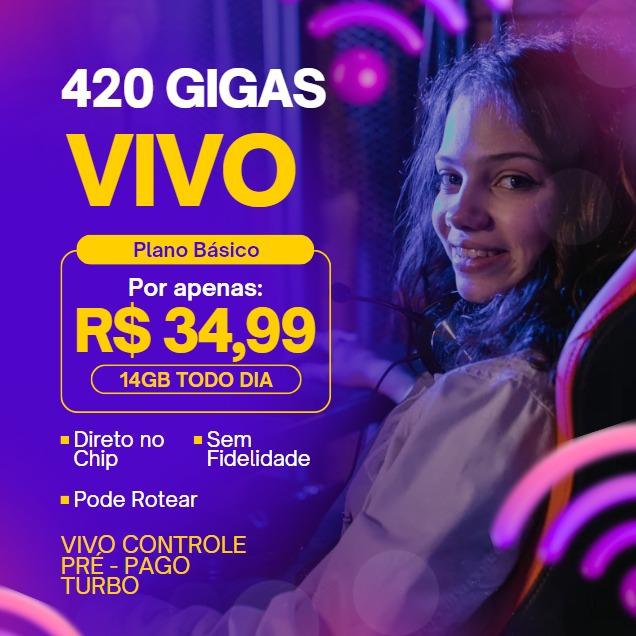 420 GIGAS
VIVO
Plano Básico
Por apenas:
R$ 34,99
14GB TODO DIA
Direto no
Chip
Sem
Fidelidade
Pode Rotear
VIVO CONTROLE
PRÉ - PAGO
TURBO